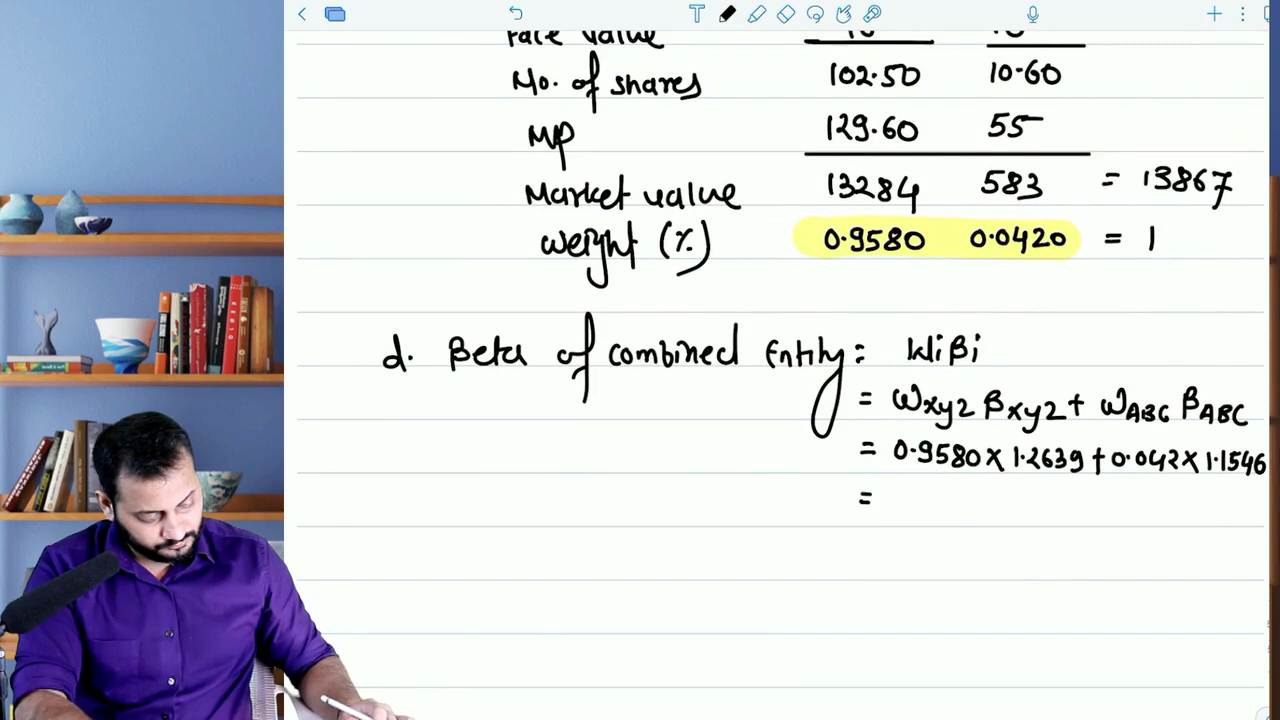 Face value 10 10
No. of shares 102.50 10.60
MP 129.60 55
Market value 13284 583 = 13867
Weight (%) 0.9580 0.0420 = 1
d. Beta of combined Entity = Wiβi
= Wxyz βxyz + WABC βABC
= 0.9580 × 1.2639 + 0.042 × 1.1546
=